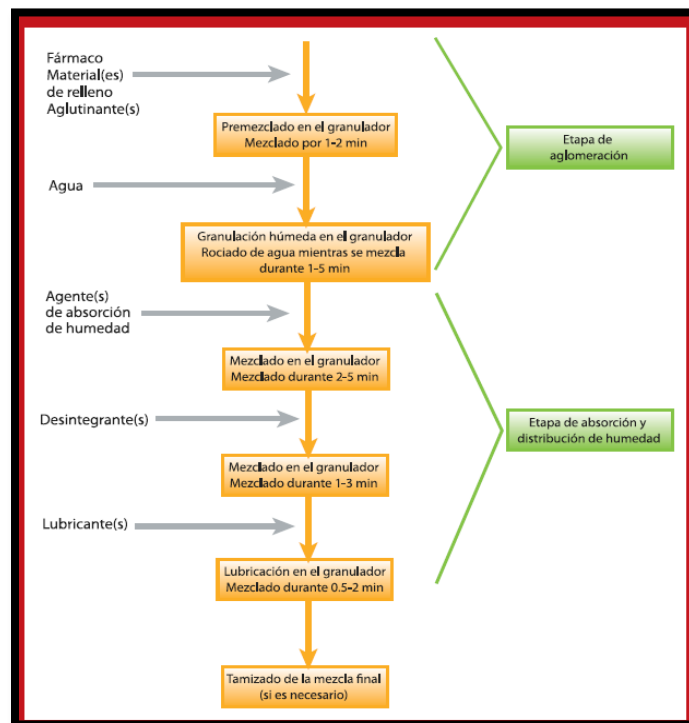 Fármaco
Material(es)
de relleno
Aglutinante(s)
Premezclado en el granulador
Mezclado por 1-2 min
Etapa de
aglomeración
Agua
Granulación húmeda en el granulador
Rociado de agua mientras se mezcla
durante 1-5 min
Agente(s)
de absorción
de humedad
Mezclado en el granulador
Mezclado durante 2-5 min
Desintegrante(s)
Etapa de absorción y
distribución de humedad
Mezclado en el granulador
Mezclado durante 1-3 min
Lubricante(s)
Lubricación en el granulador
Mezclado durante 0.5-2 min
Tamizado de la mezcla final
(si es necesario)